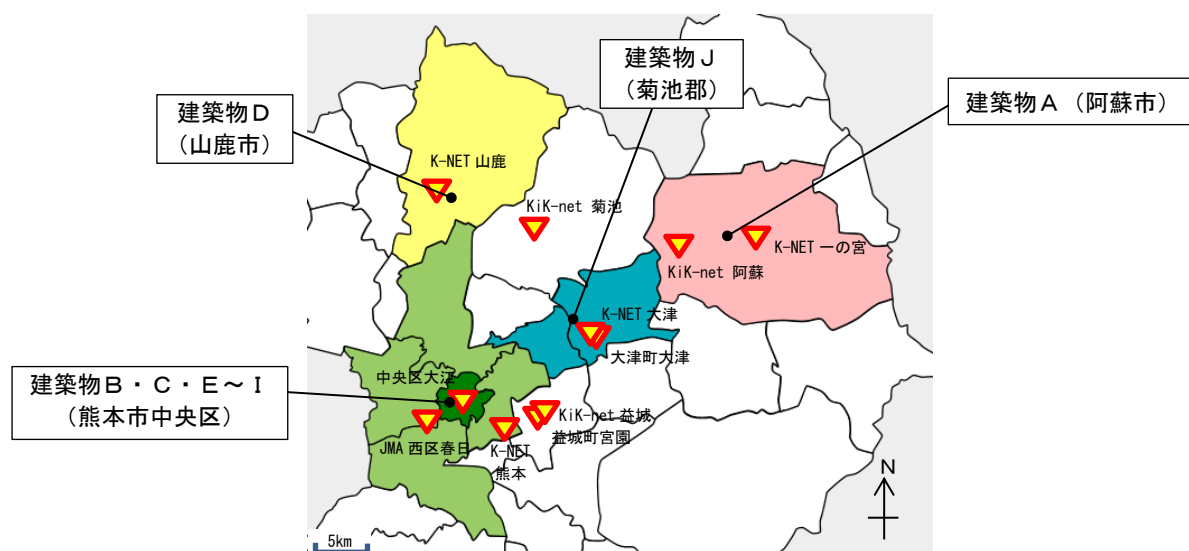 建築物J
（菊池郡）
建築物A（阿蘇市）
建築物D
（山鹿市）
K-NET 山鹿
KiK-net 菊池
K-NET 一の宮
KiK-net 阿蘇
K-NET 大津
大津町大津
建築物B・C・E～I
（熊本市中央区）
中央区大江
KiK-net 益城
益城町宮園
JMA 西区春日
K-NET
熊本
N
5km